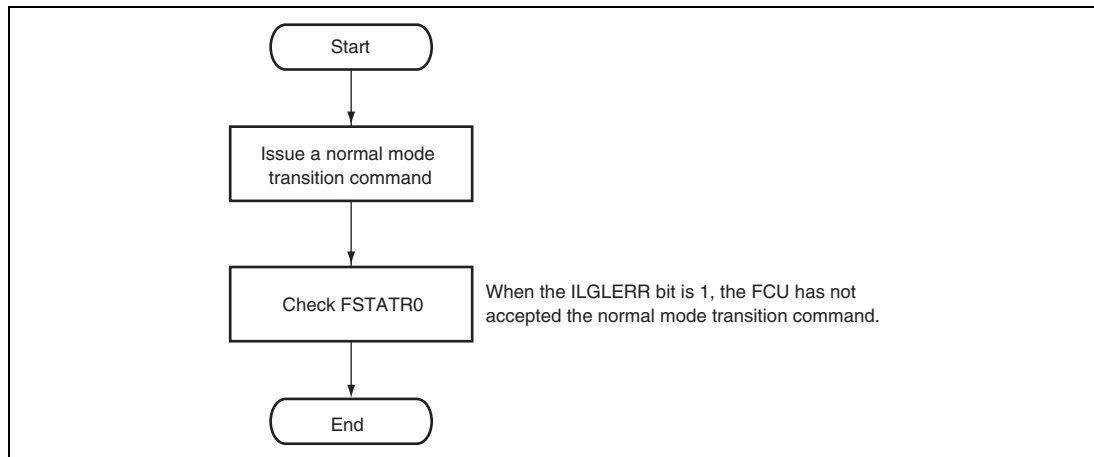 Start
Issue a normal mode
transition command
Check FSTATR0
When the ILGLERR bit is 1, the FCU has not
accepted the normal mode transition command.
End